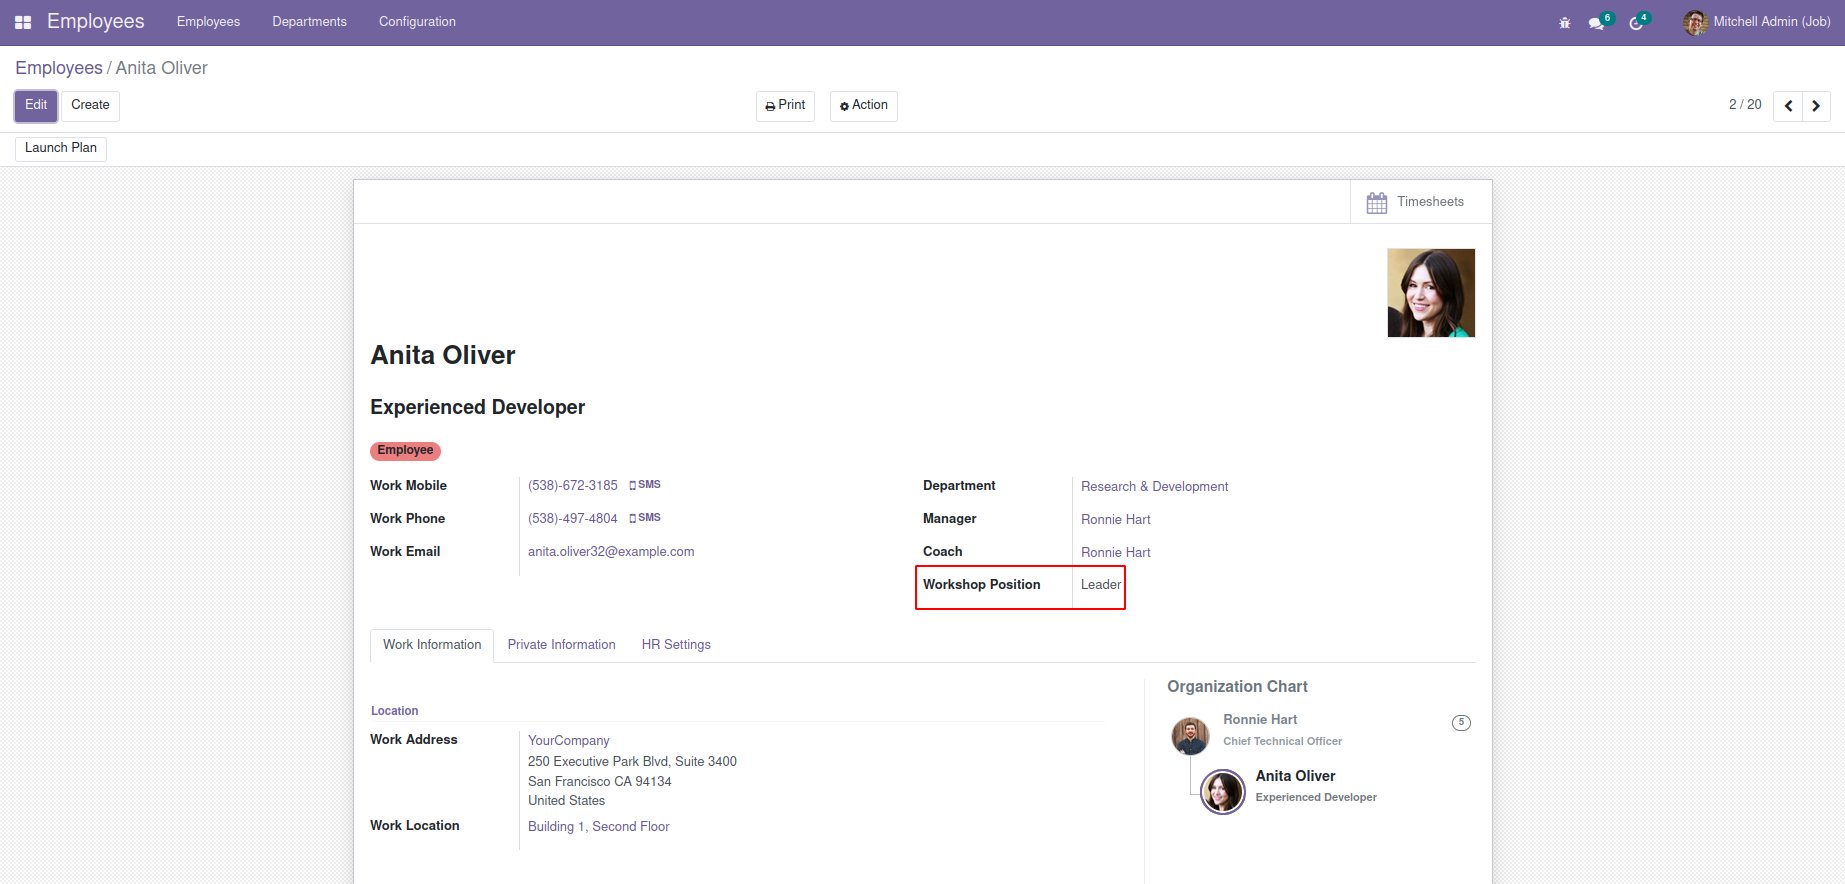 Employees Employees Departments Configuration 6 4 Mitchell Admin (Job)
Employees / Anita Oliver
Edit Create Print Action 2 / 20
Launch Plan
Timesheets
Anita Oliver
Experienced Developer
Employee
Work Mobile (538)-672-3185 SMS
Work Phone (538)-497-4804 SMS
Work Email anita.oliver32@example.com
Department Research & Development
Manager Ronnie Hart
Coach Ronnie Hart
Workshop Position Leader
Work Information Private Information HR Settings
Location
Work Address YourCompany
250 Executive Park Blvd, Suite 3400
San Francisco CA 94134
United States
Work Location Building 1, Second Floor
Organization Chart
Ronnie Hart 5
Chief Technical Officer
Anita Oliver
Experienced Developer